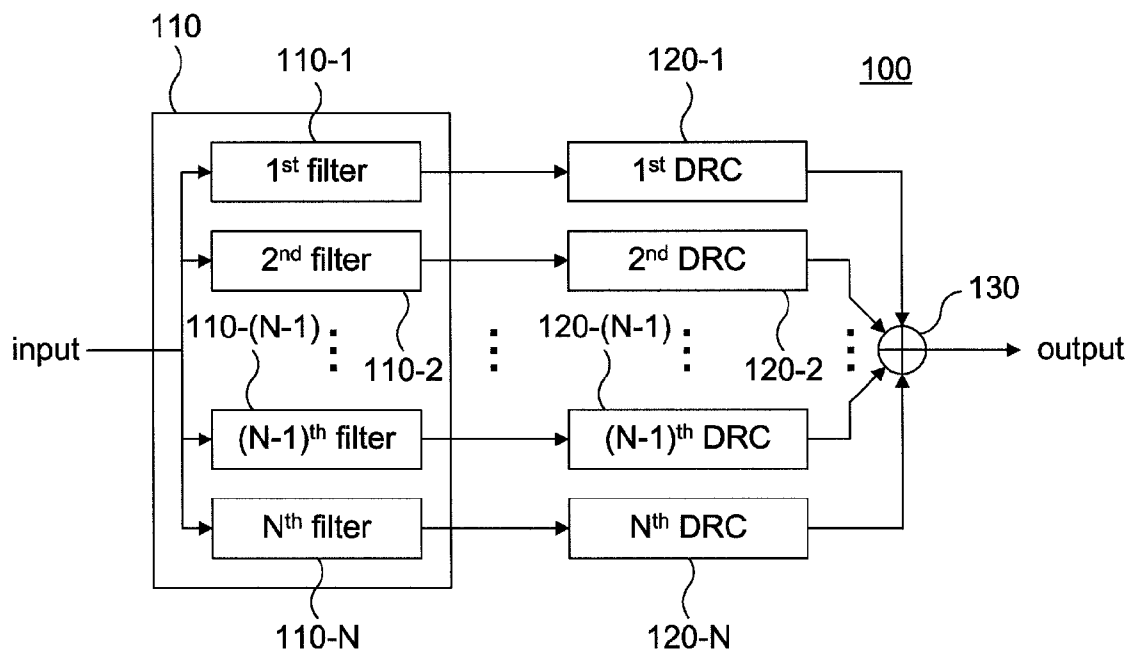 110
110-1
120-1
100
1st filter
1st DRC
2nd filter
2nd DRC
130
110-(N-1)
120-(N-1)
input
110-2
120-2
output
(N-1)th filter
(N-1)th DRC
Nth filter
Nth DRC
110-N
120-N